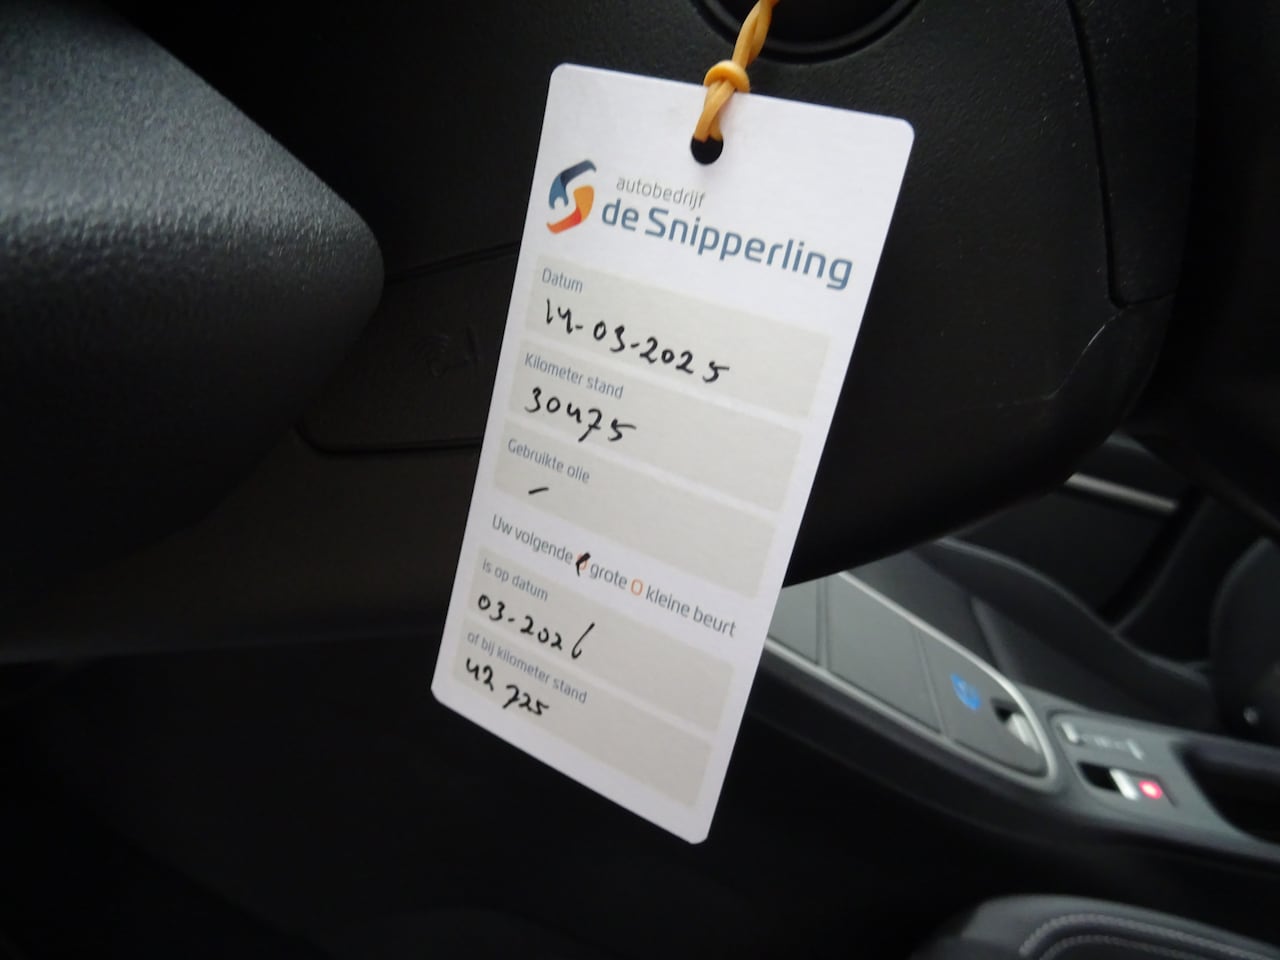 autobedrijf
de Snipperling
Datum
14-03-2025
Kilometer stand
30475
Gebruikte olie
–
Uw volgende O grote O kleine beurt
is op datum
03-2026
of bij kilometer stand
42725